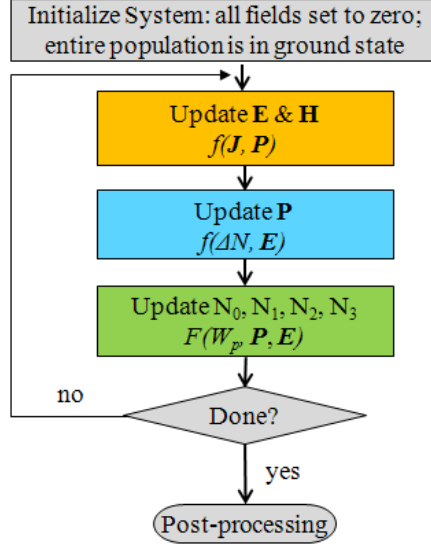 Initialize System: all fields set to zero;
entire population is in ground state
Update E & H
f(J, P)
Update P
f(ΔN, E)
Update N₀, N₁, N₂, N₃
F(Wₚ, P, E)
no
Done?
yes
Post-processing